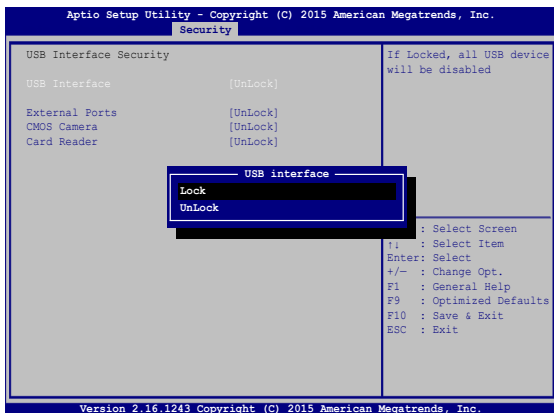 Aptio Setup Utility - Copyright (C) 2015 American Megatrends, Inc.
Security
USB Interface Security
USB Interface [UnLock]
External Ports [UnLock]
CMOS Camera [UnLock]
Card Reader [UnLock]
If Locked, all USB device
will be disabled
USB interface
Lock
UnLock
: Select Screen
↑↓ : Select Item
Enter: Select
+/— : Change Opt.
F1 : General Help
F9 : Optimized Defaults
F10 : Save & Exit
ESC : Exit
Version 2.16.1243 Copyright (C) 2015 American Megatrends, Inc.